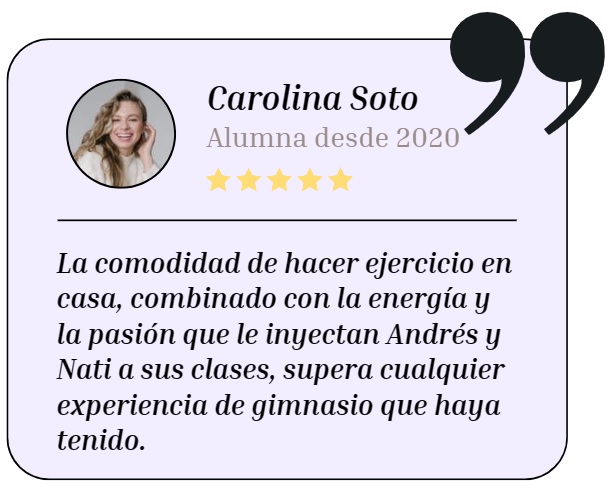 Carolina Soto
Alumna desde 2020
La comodidad de hacer ejercicio en
casa, combinado con la energía y
la pasión que le inyectan Andrés y
Nati a sus clases, supera cualquier
experiencia de gimnasio que haya
tenido.